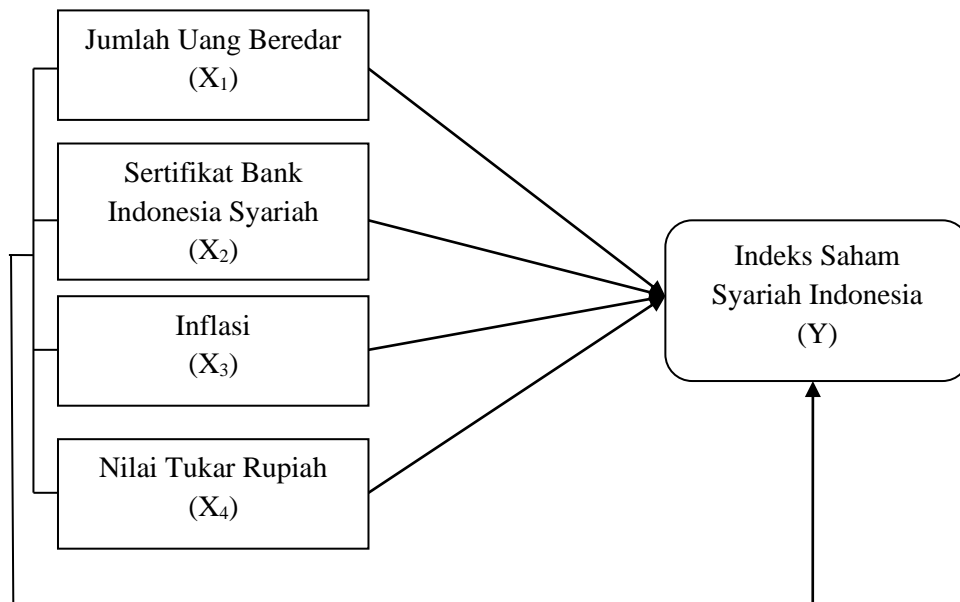 Jumlah Uang Beredar
(X₁)
Sertifikat Bank
Indonesia Syariah
(X₂)
Inflasi
(X₃)
Nilai Tukar Rupiah
(X₄)
Indeks Saham
Syariah Indonesia
(Y)